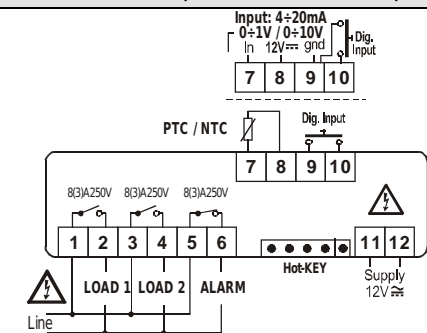 Input: 4÷20mA
0÷1V / 0÷10V
In 12V⎓ gnd
Dig.
Input
7 8 9 10
PTC / NTC
Dig. Input
7 8 9 10
8(3)A250V 8(3)A250V 8(3)A250V
1 2 3 4 5 6
11 12
Hot-KEY
Supply
12V≅
LOAD 1 LOAD 2 ALARM
Line